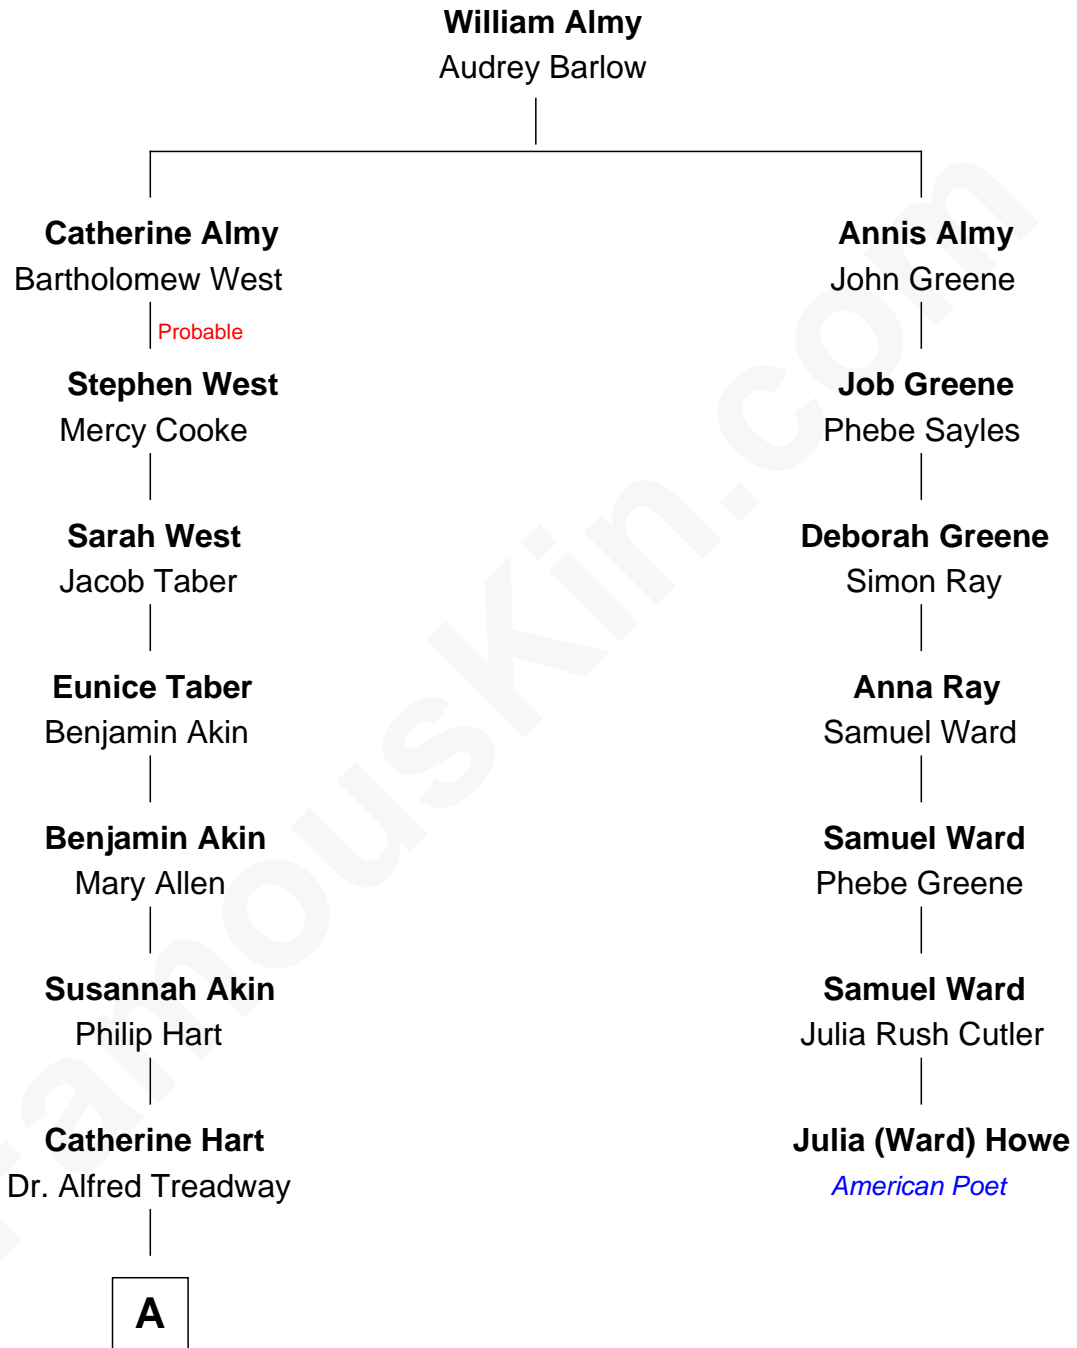 William Almy
Audrey Barlow
Catherine Almy
Bartholomew West
Probable
Stephen West
Mercy Cooke
Sarah West
Jacob Taber
Eunice Taber
Benjamin Akin
Benjamin Akin
Mary Allen
Susannah Akin
Philip Hart
Catherine Hart
Dr. Alfred Treadway
A
Annis Almy
John Greene
Job Greene
Phebe Sayles
Deborah Greene
Simon Ray
Anna Ray
Samuel Ward
Samuel Ward
Phebe Greene
Samuel Ward
Julia Rush Cutler
Julia (Ward) Howe
American Poet
FamousKin.com